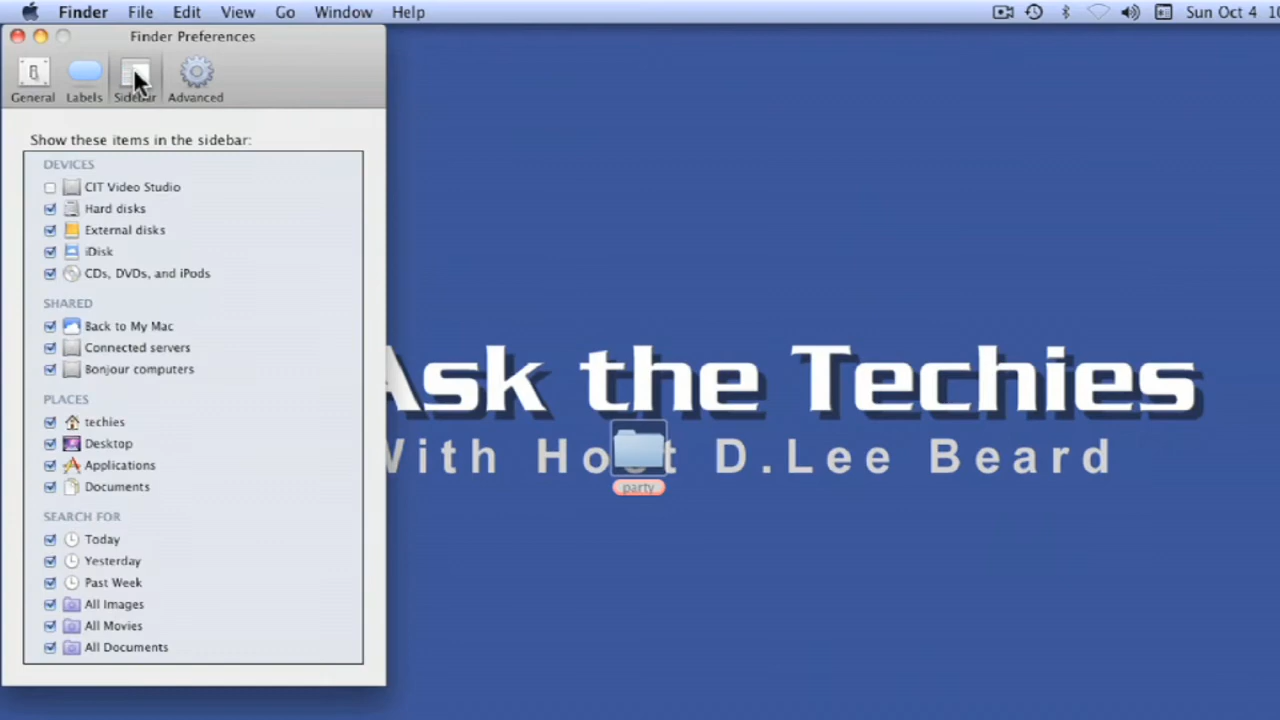 Finder File Edit View Go Window Help Sun Oct 4
Finder Preferences
General Labels Sidebar Advanced
Show these items in the sidebar:
DEVICES
CIT Video Studio
Hard disks
External disks
iDisk
CDs, DVDs, and iPods
SHARED
Back to My Mac
Connected servers
Bonjour computers
PLACES
techies
Desktop
Applications
Documents
SEARCH FOR
Today
Yesterday
Past Week
All Images
All Movies
All Documents
Ask the Techies
With Host D.Lee Beard
party